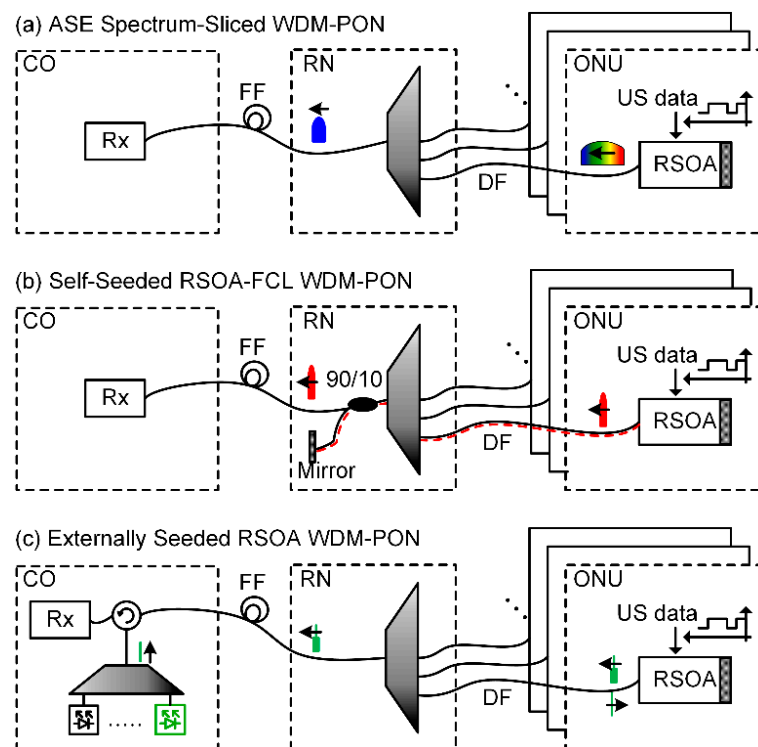 (a) ASE Spectrum-Sliced WDM-PON
CO
FF
RN
ONU
US data
Rx
RSOA
DF
(b) Self-Seeded RSOA-FCL WDM-PON
CO
FF
RN
ONU
US data
90/10
Rx
RSOA
DF
Mirror
(c) Externally Seeded RSOA WDM-PON
CO
FF
RN
ONU
Rx
US data
RSOA
DF